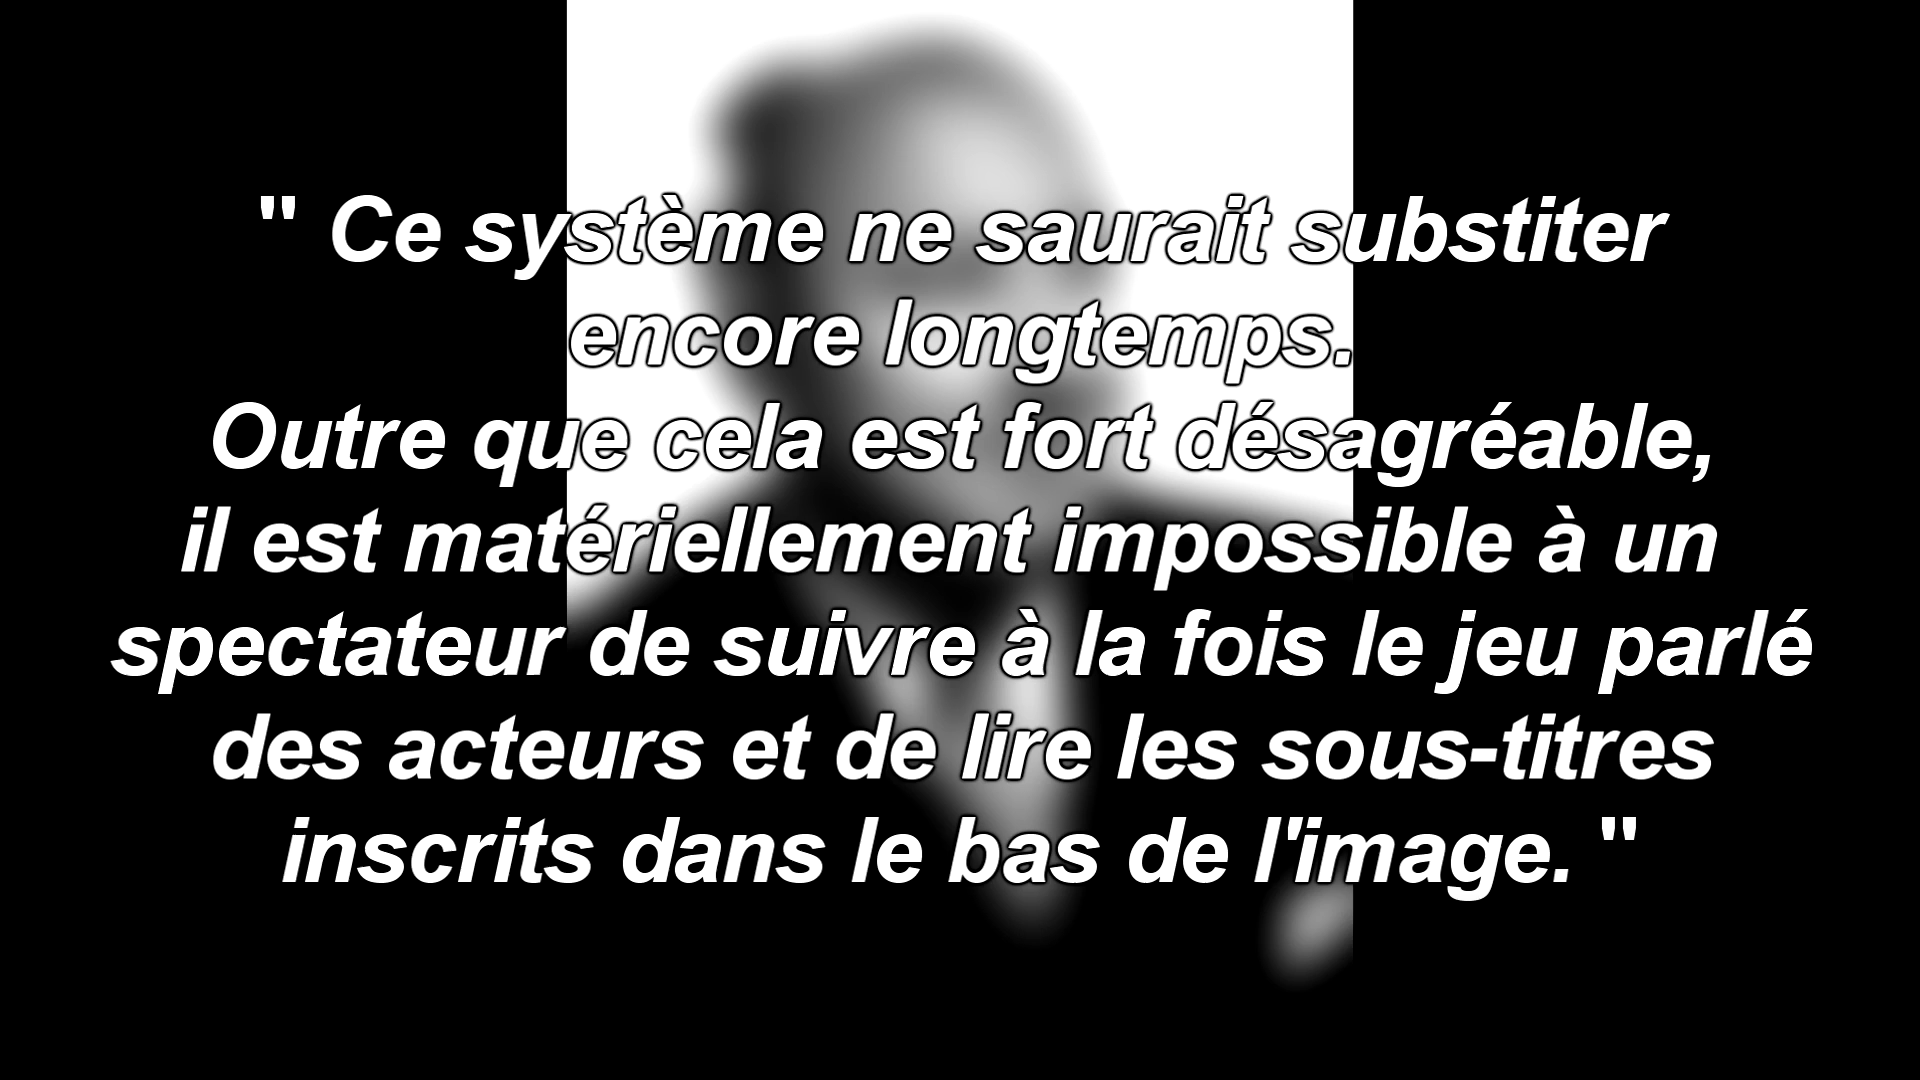 " Ce système ne saurait substiter
encore longtemps.
Outre que cela est fort désagréable,
il est matériellement impossible à un
spectateur de suivre à la fois le jeu parlé
des acteurs et de lire les sous-titres
inscrits dans le bas de l'image. "